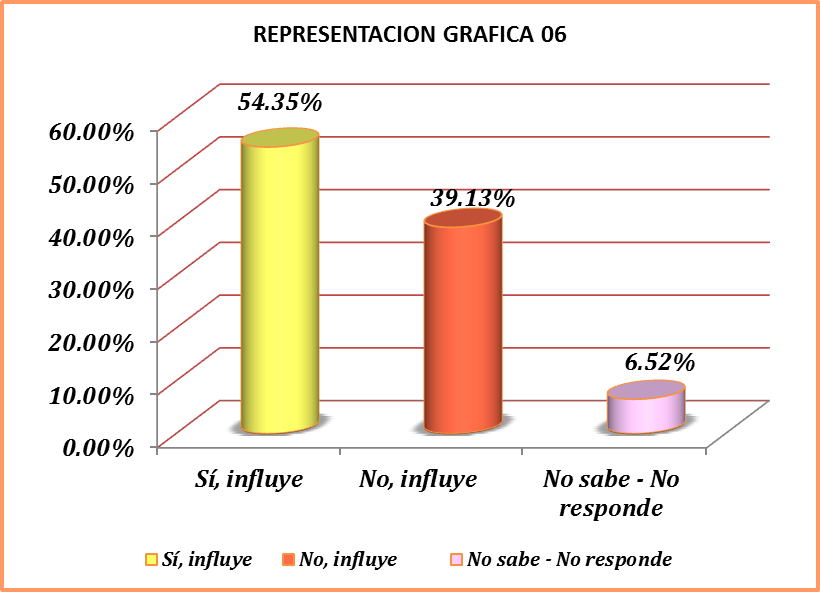 REPRESENTACION GRAFICA 06
54.35%
39.13%
6.52%
60.00%
50.00%
40.00%
30.00%
20.00%
10.00%
0.00%
Sí, influye
No, influye
No sabe - No
responde
Sí, influye No, influye No sabe - No responde